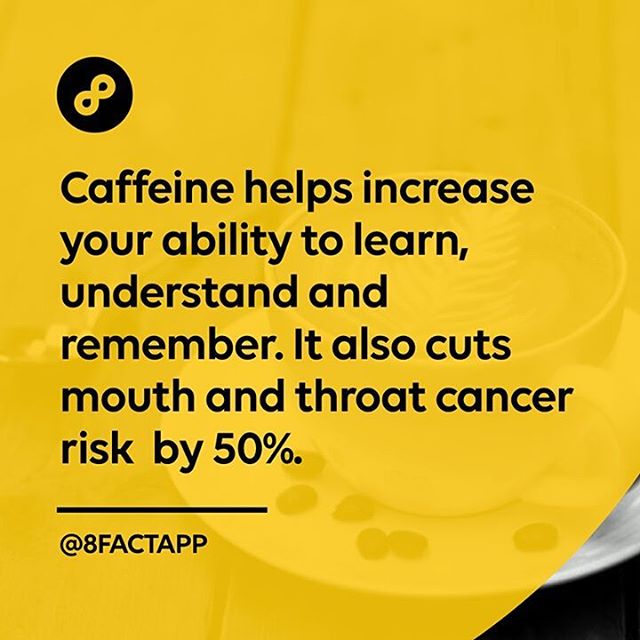 Caffeine helps increase
your ability to learn,
understand and
remember. It also cuts
mouth and throat cancer
risk  by 50%.
@8FACTAPP